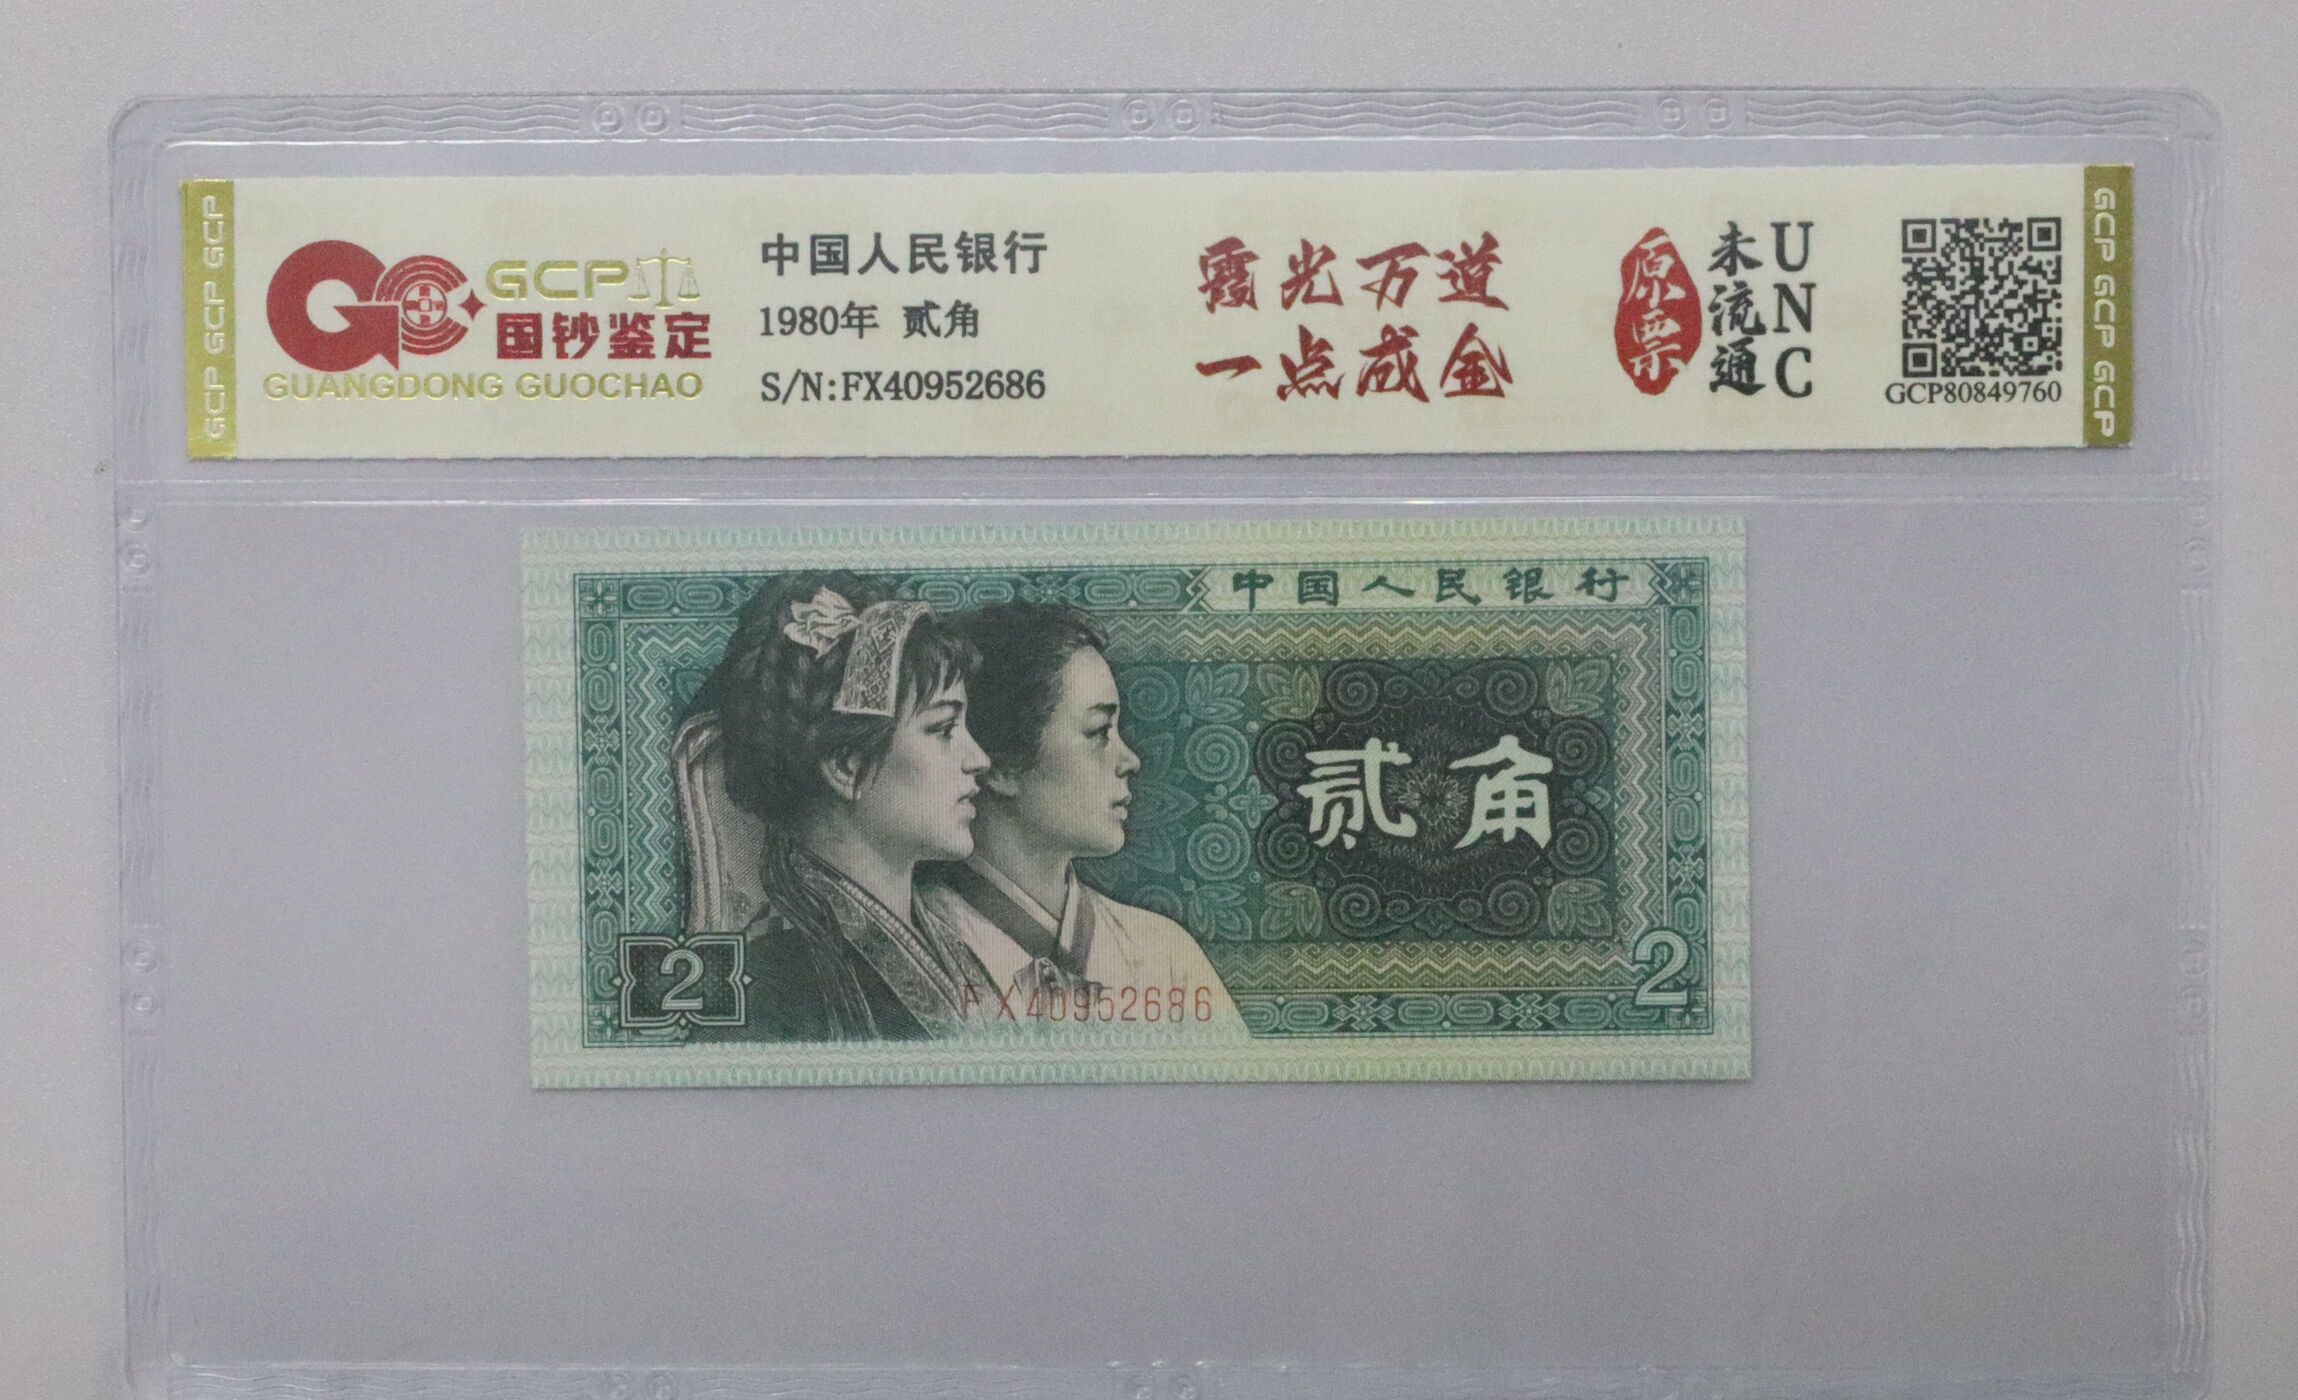 GCP GCP GCP
GCP
国钞鉴定
GUANGDONG GUOCHAO
中国人民银行
1980年 贰角
S/N:FX40952686
霞光万道
一点成金
原票
未流通
UNC
GCP80849760
GCP GCP GCP
中国人民银行
贰角
2
FX40952686
2